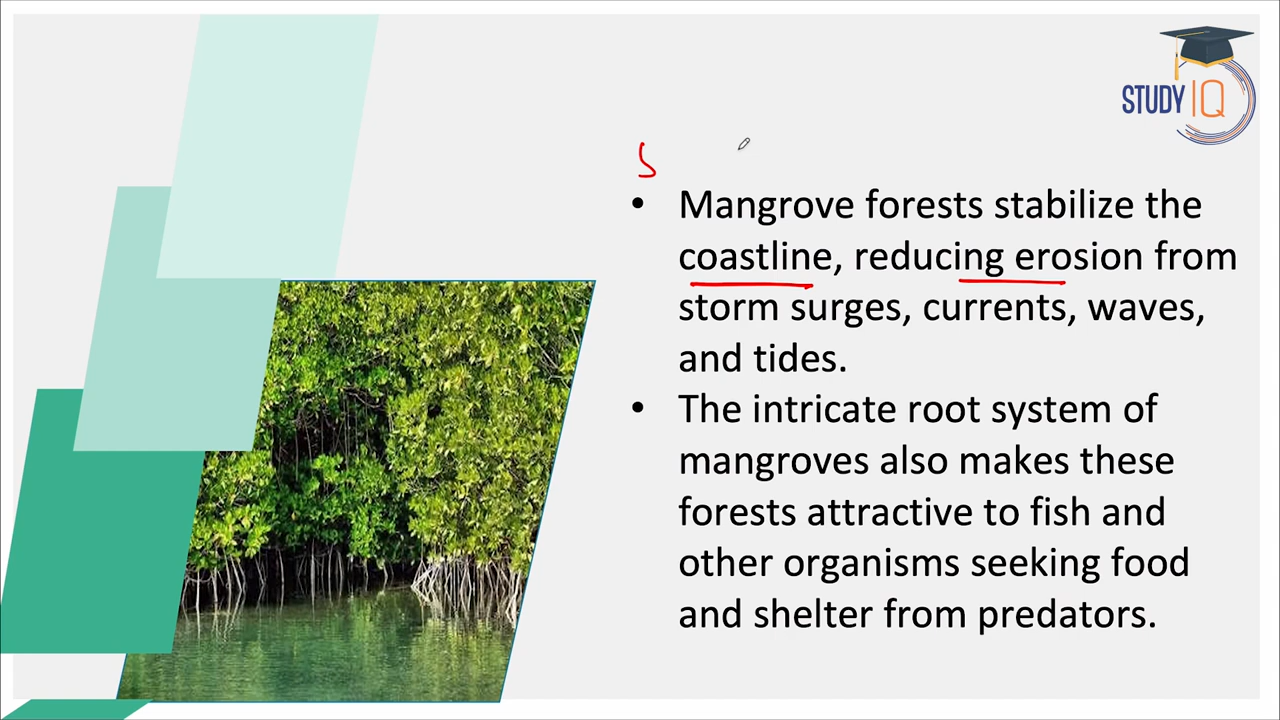 STUDY IQ
S
• Mangrove forests stabilize the
coastline, reducing erosion from
storm surges, currents, waves,
and tides.
• The intricate root system of
mangroves also makes these
forests attractive to fish and
other organisms seeking food
and shelter from predators.